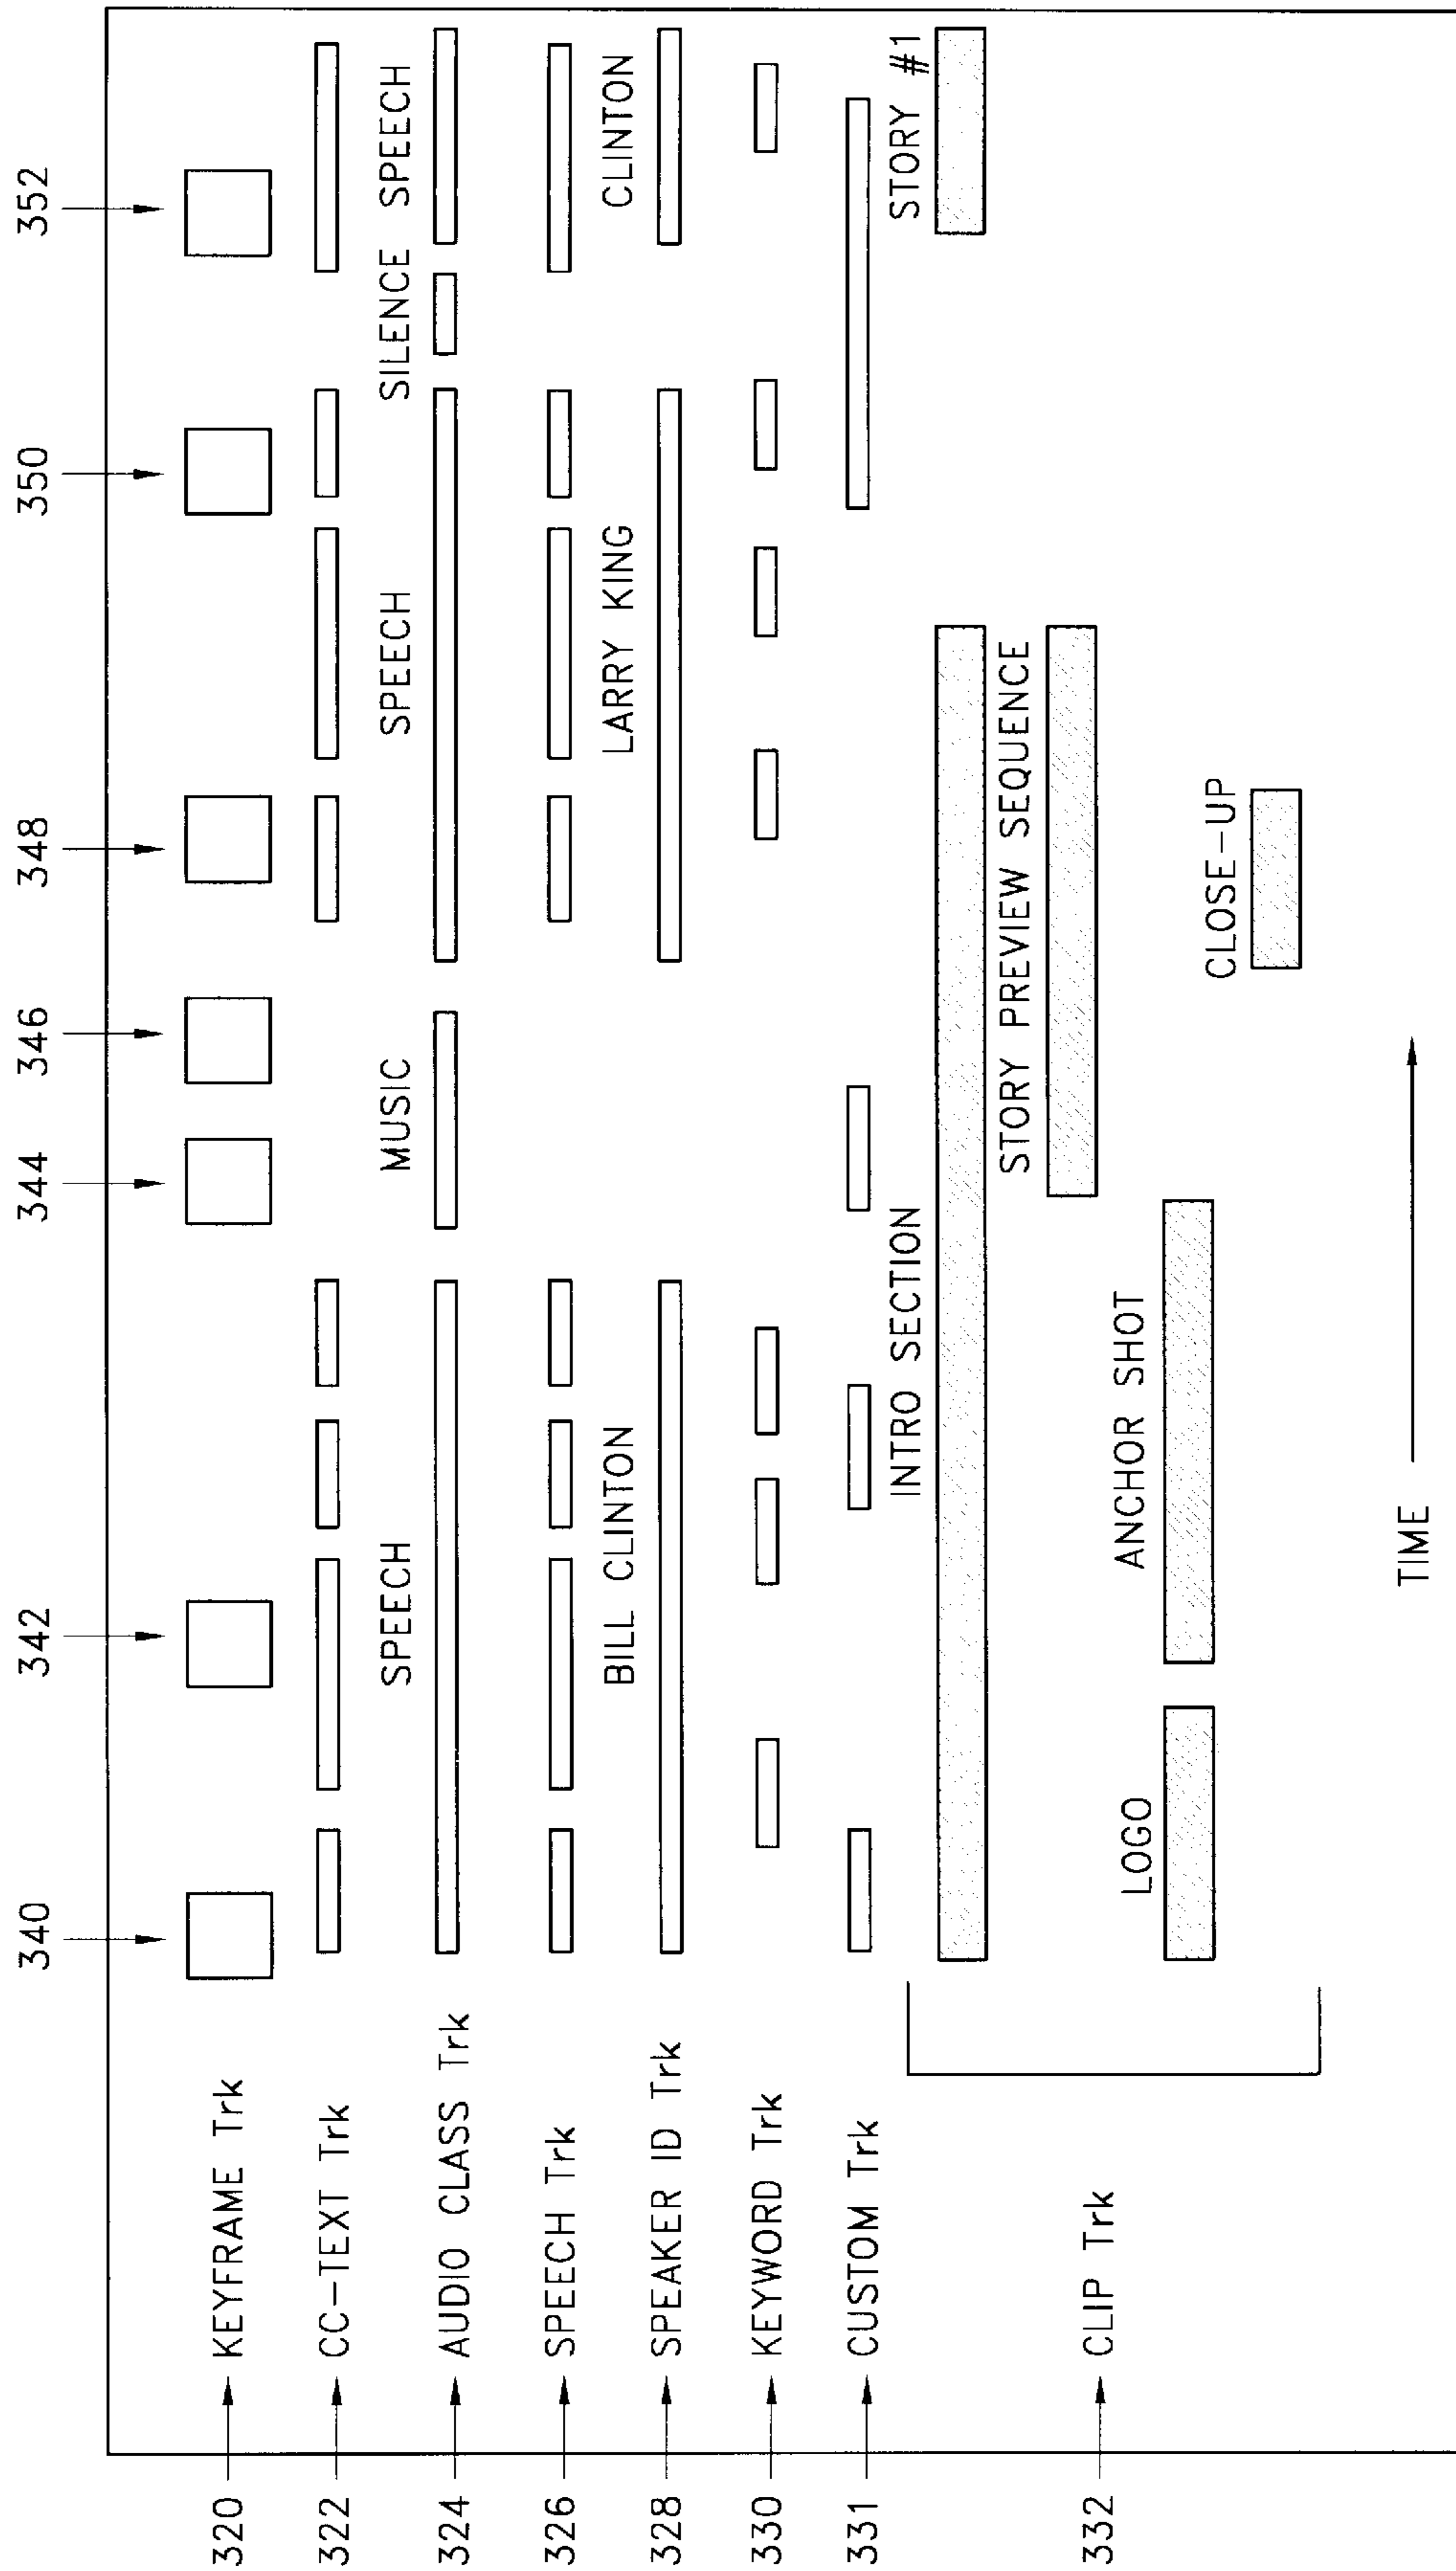 340 342 344 346 348 350 352
320 KEYFRAME Trk
322 CC-TEXT Trk
SPEECH MUSIC SPEECH SILENCE SPEECH
324 AUDIO CLASS Trk
326 SPEECH Trk
BILL CLINTON LARRY KING CLINTON
328 SPEAKER ID Trk
330 KEYWORD Trk
331 CUSTOM Trk
INTRO SECTION STORY #1
STORY PREVIEW SEQUENCE
332 CLIP Trk
LOGO ANCHOR SHOT
CLOSE-UP
TIME